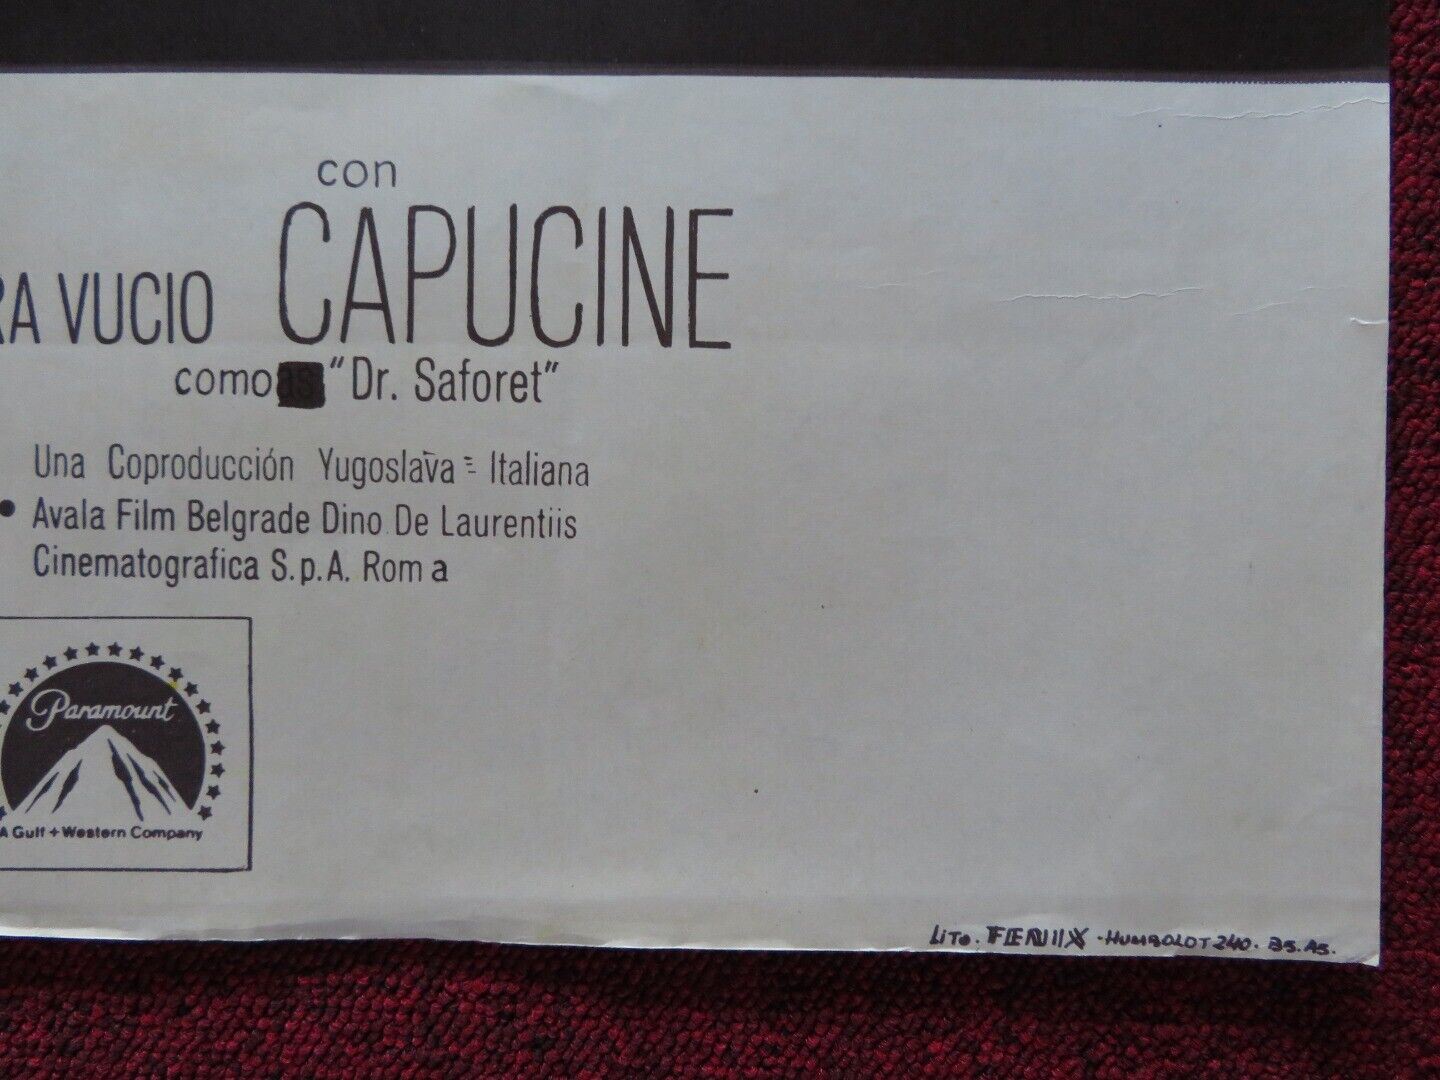 con
RA VUCIO CAPUCINE
como "Dr. Saforet"
Una Coproducción Yugoslava = Italiana
• Avala Film Belgrade Dino De Laurentiis
Cinematografica S.p.A. Roma
Paramount
A Gulf + Western Company
LITO. FENIX - HUMBOLDT 240. BS. AS.